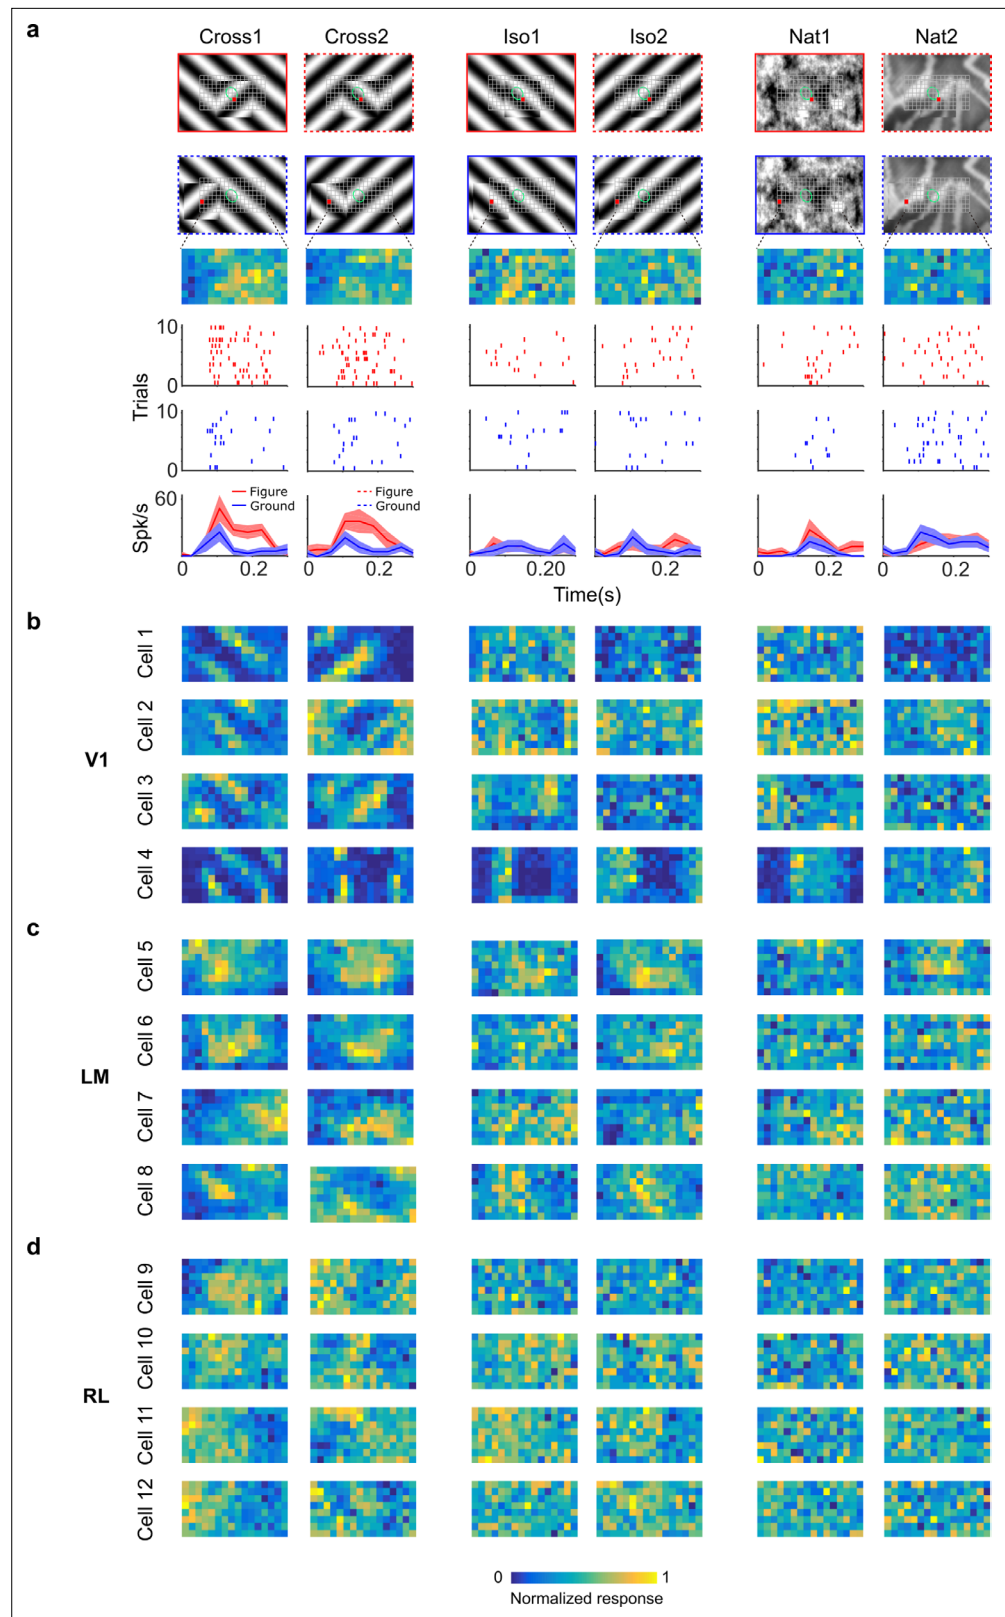 a
Cross1 Cross2 Iso1 Iso2 Nat1 Nat2
10
Trials
0
10
0
60
Spk/s
Figure
Ground
Figure
Ground
0 0.2 0 0.2 0 0.20 0 0.2 0 0.2 0 0.2
Time(s)
b
V1
Cell 1
Cell 2
Cell 3
Cell 4
c
LM
Cell 5
Cell 6
Cell 7
Cell 8
d
RL
Cell 9
Cell 10
Cell 11
Cell 12
0 1
Normalized response